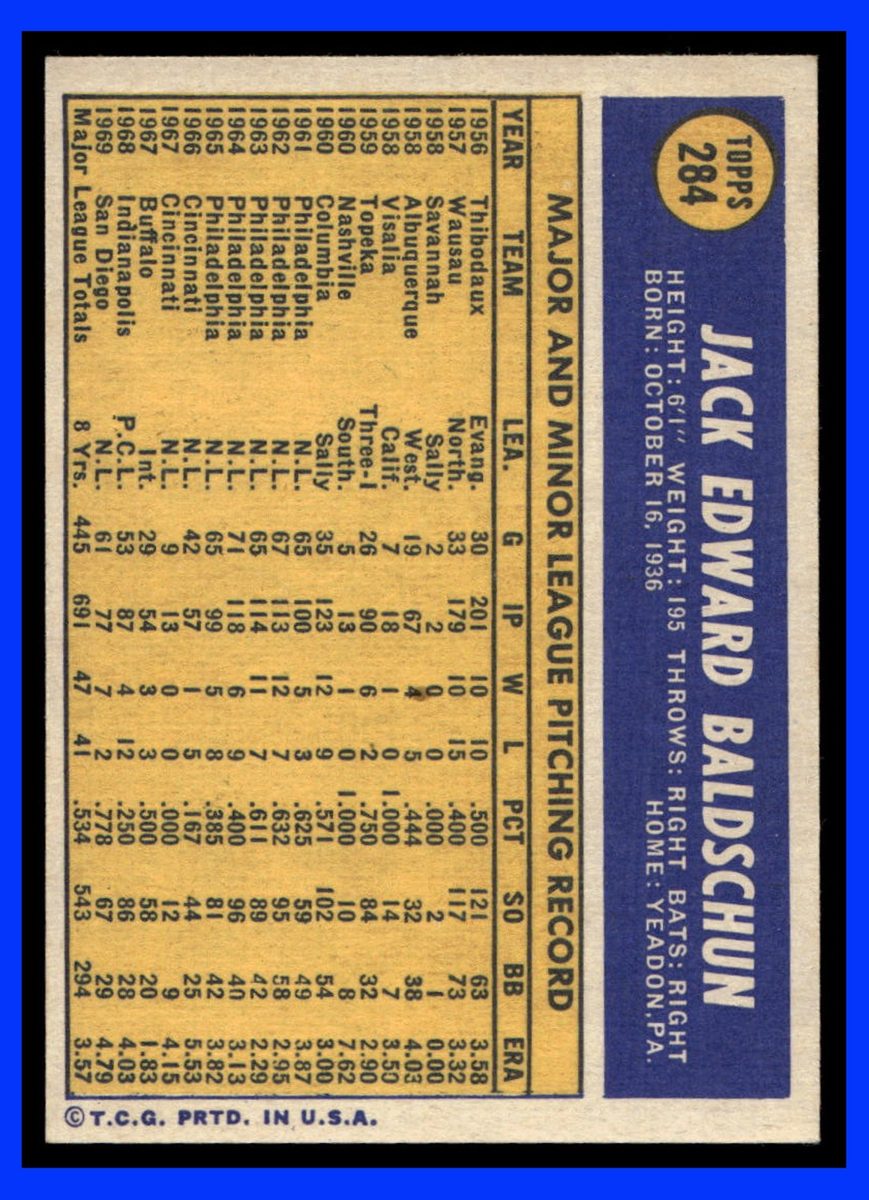 TOPPS
284
JACK EDWARD BALDSCHUN
HEIGHT: 6'1" WEIGHT: 195 THROWS: RIGHT BATS: RIGHT
BORN: OCTOBER 16, 1936 HOME: YEADON, PA.
MAJOR AND MINOR LEAGUE PITCHING RECORD
YEAR TEAM LEA. G IP W L PCT SO BB ERA
1956 Thibodaux Evang. 30 201 10 10 .500 121 63 3.58
1957 Wausau North. 33 179 10 15 .400 117 73 3.32
1958 Savannah Sally 2 2 0 0 .000 2 1 0.00
1958 Albuquerque West. 19 67 4 5 .444 32 38 4.03
1958 Visalia Calif. 7 18 1 0 1.000 14 7 3.50
1959 Topeka Three-I 26 90 6 2 .750 84 32 2.90
1960 Nashville South. 5 13 1 0 1.000 10 8 7.62
1960 Columbia Sally 35 123 12 9 .571 102 54 3.00
1961 Philadelphia N.L. 65 100 5 3 .625 59 49 3.87
1962 Philadelphia N.L. 67 113 12 7 .632 95 58 2.95
1963 Philadelphia N.L. 65 114 11 7 .611 89 42 2.29
1964 Philadelphia N.L. 71 118 6 9 .400 96 40 3.13
1965 Philadelphia N.L. 65 99 5 8 .385 81 42 3.82
1966 Cincinnati N.L. 42 57 1 5 .167 44 25 5.53
1967 Cincinnati N.L. 9 13 0 0 .000 12 9 4.15
1967 Buffalo Int. 29 54 3 3 .500 58 20 1.83
1968 Indianapolis P.C.L. 53 87 4 12 .250 86 28 4.03
1969 San Diego N.L. 61 77 7 2 .778 67 29 4.79
Major League Totals 8 Yrs. 445 691 47 41 .534 543 294 3.57
© T.C.G. PRTD. IN U.S.A.